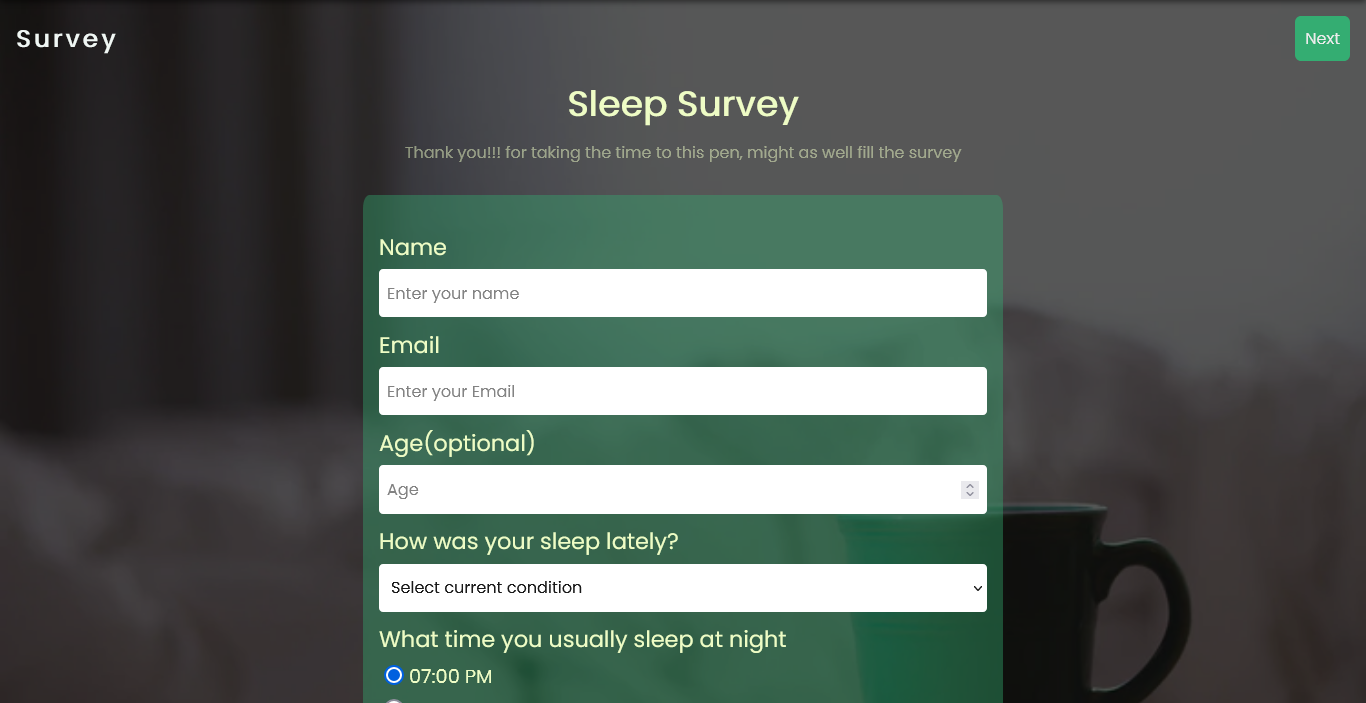 Survey
Next
Sleep Survey
Thank you!!! for taking the time to this pen, might as well fill the survey
Name
Enter your name
Email
Enter your Email
Age(optional)
Age
How was your sleep lately?
Select current condition
What time you usually sleep at night
07:00 PM